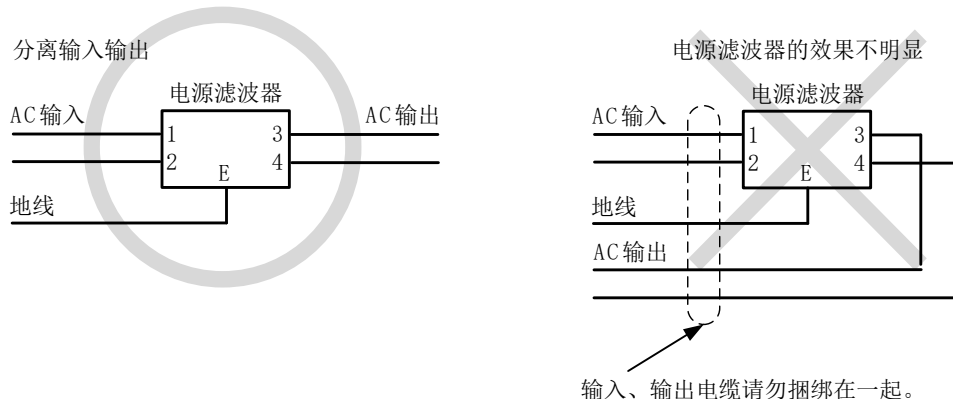 分离输入输出
电源滤波器
AC输入
AC输出
1
3
2
4
E
地线
电源滤波器的效果不明显
电源滤波器
AC输入
1
3
2
4
E
地线
AC输出
输入、输出电缆请勿捆绑在一起。